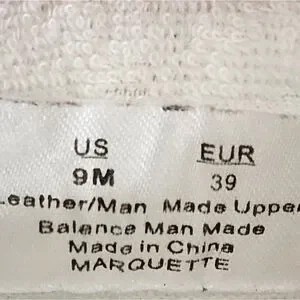 US EUR
9M 39
Leather/Man Made Upper
Balance Man Made
Made in China
MARQUETTE